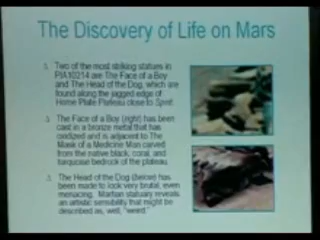 The Discovery of Life on Mars
Two of the most striking statues in
PIA10214 are The Face of a Boy
and The Head of the Dog, which are
found along the jagged edge of
Home Plate Plateau close to Spirit.
The Face of a Boy (right) has been
cast in a bronze metal that has
oxidized and is adjacent to The
Mask of a Medicine Man carved
from the native black, coral, and
turquoise bedrock of the plateau.
The Head of the Dog (below) has
been made to look very brutal, even
menacing. Martian statuary reveals
an artistic sensibility that might be
described as, well, "weird."